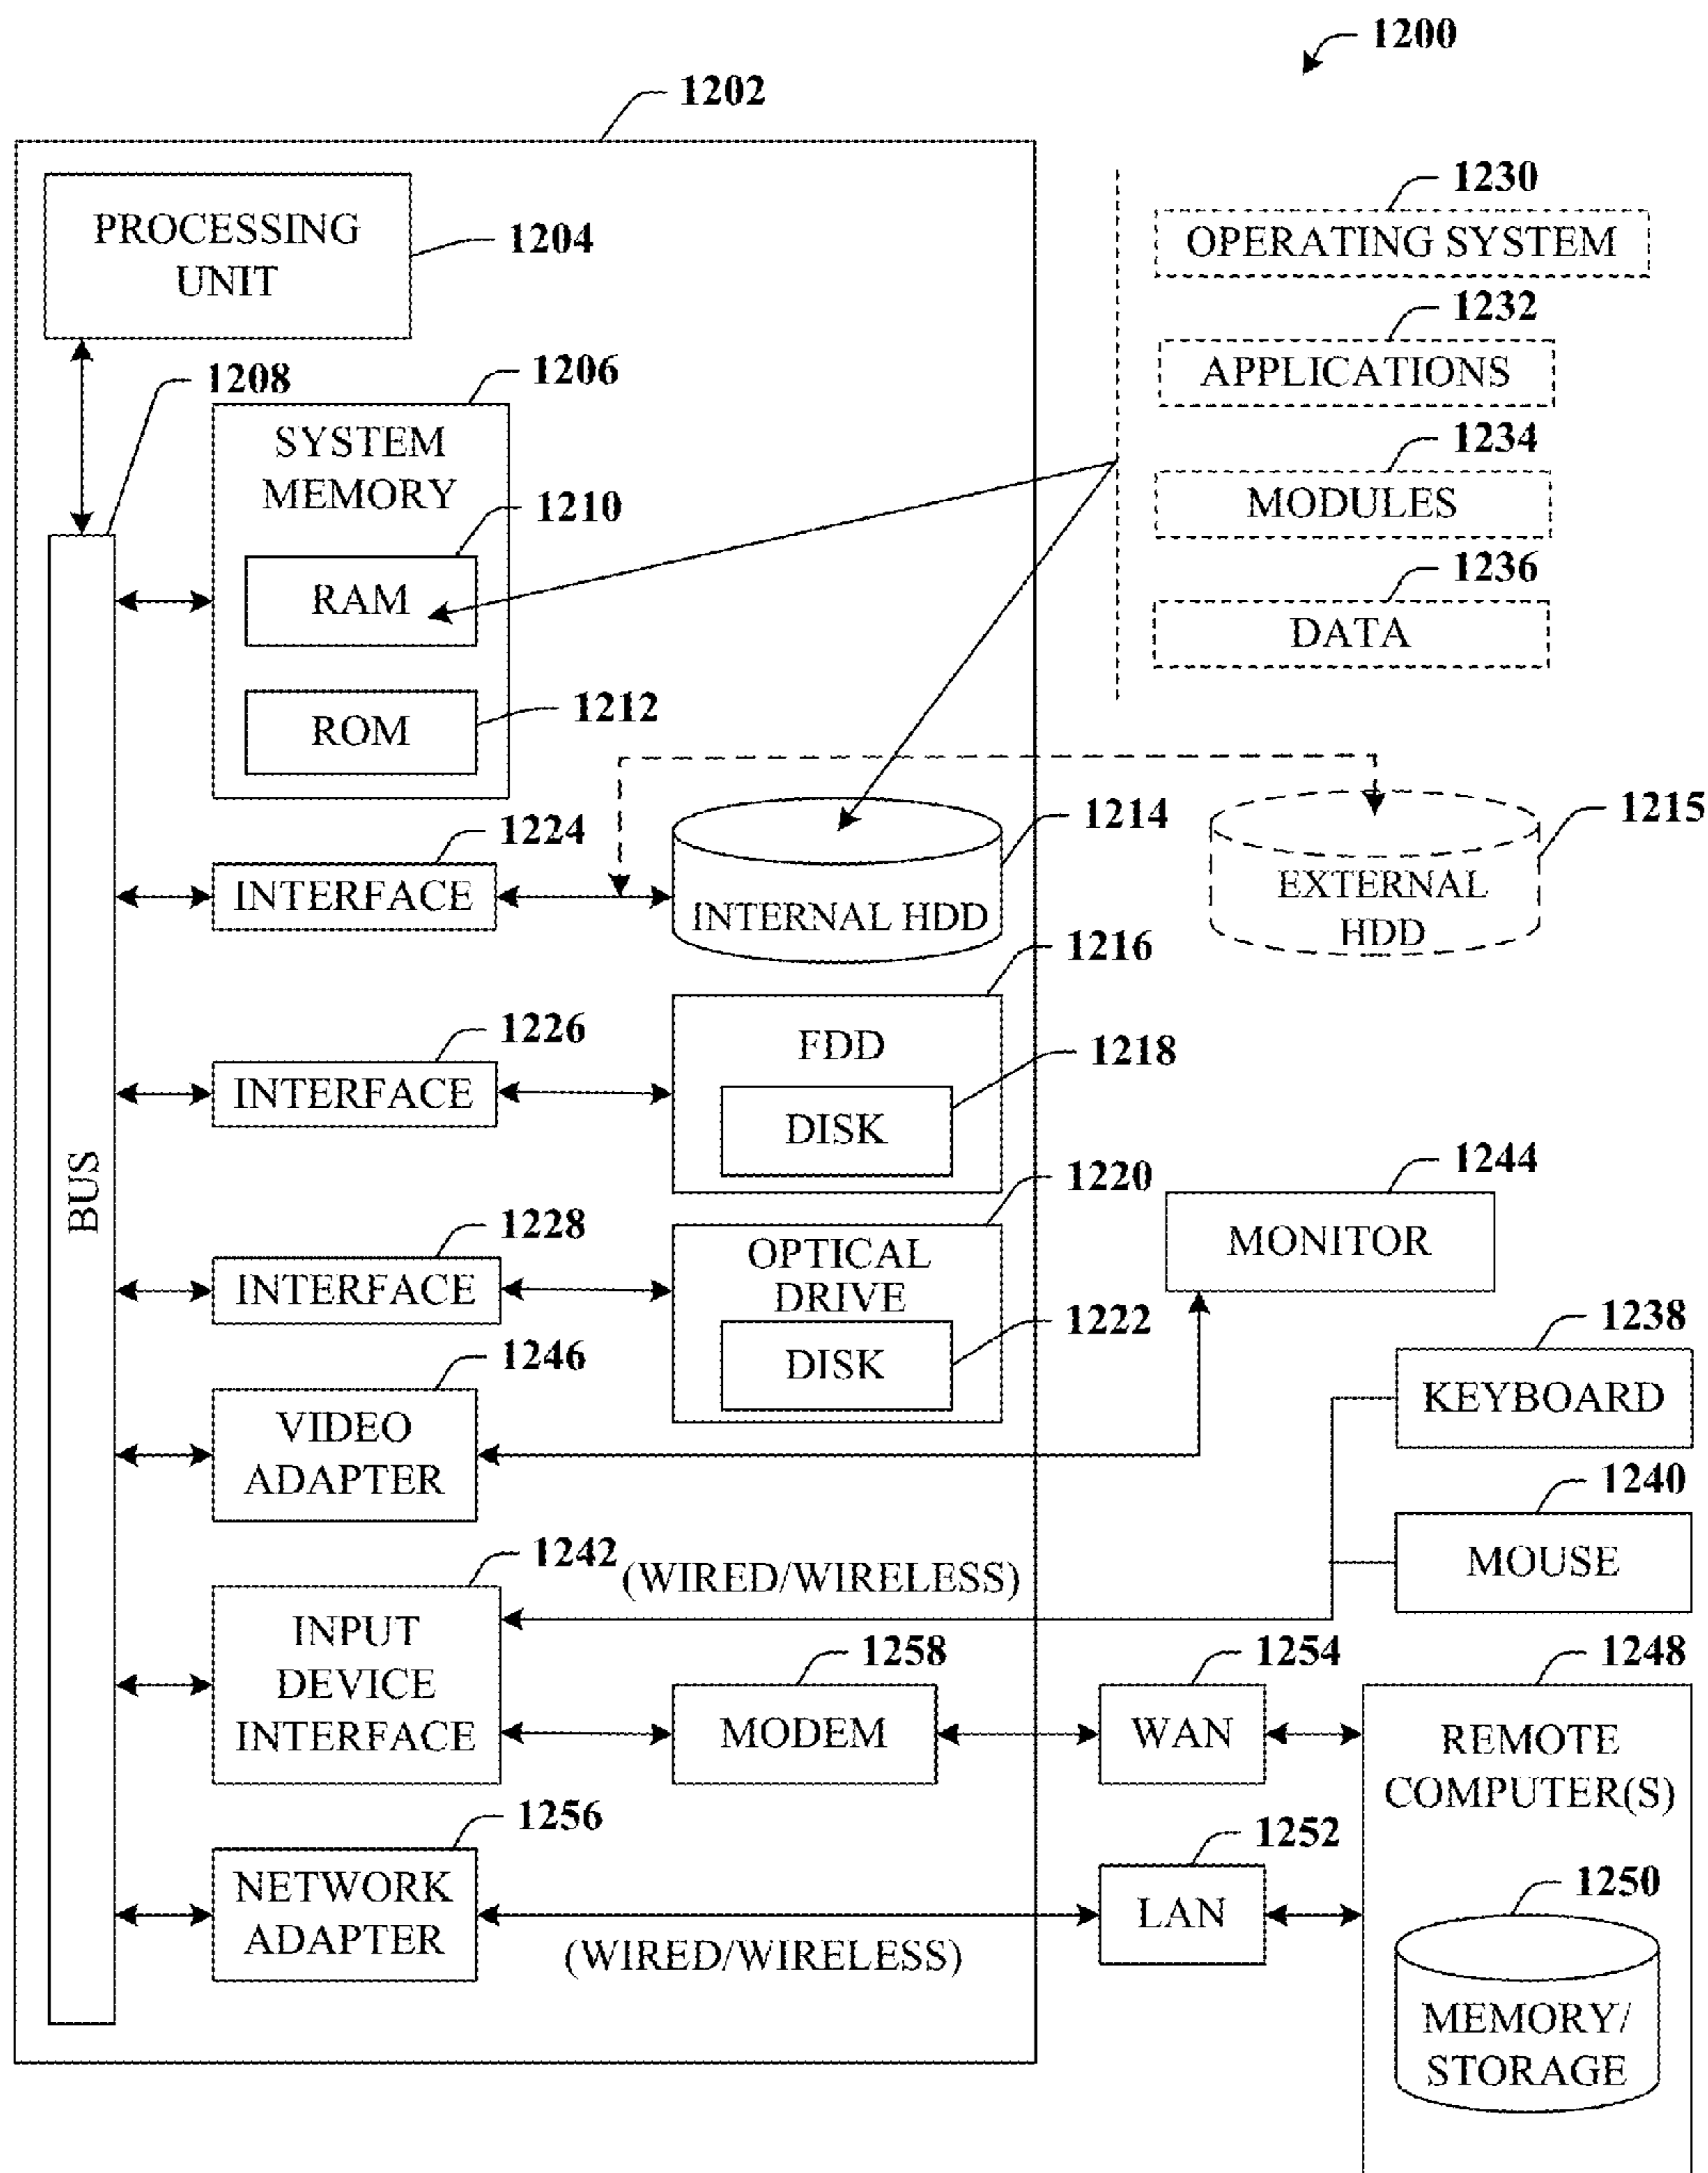 1200
1202
PROCESSING
UNIT
1204
1230
OPERATING SYSTEM
1232
APPLICATIONS
1234
MODULES
1236
DATA
1208
1206
SYSTEM
MEMORY
1210
RAM
1212
ROM
1224
INTERFACE
1214
INTERNAL HDD
1215
EXTERNAL
HDD
1216
FDD
1226
INTERFACE
1218
DISK
BUS
1220
OPTICAL
DRIVE
1228
INTERFACE
1222
DISK
1244
MONITOR
1238
KEYBOARD
1246
VIDEO
ADAPTER
1240
MOUSE
1242
(WIRED/WIRELESS)
INPUT
DEVICE
INTERFACE
1258
MODEM
1254
WAN
1248
REMOTE
COMPUTER(S)
1256
NETWORK
ADAPTER
(WIRED/WIRELESS)
1252
LAN
1250
MEMORY/
STORAGE